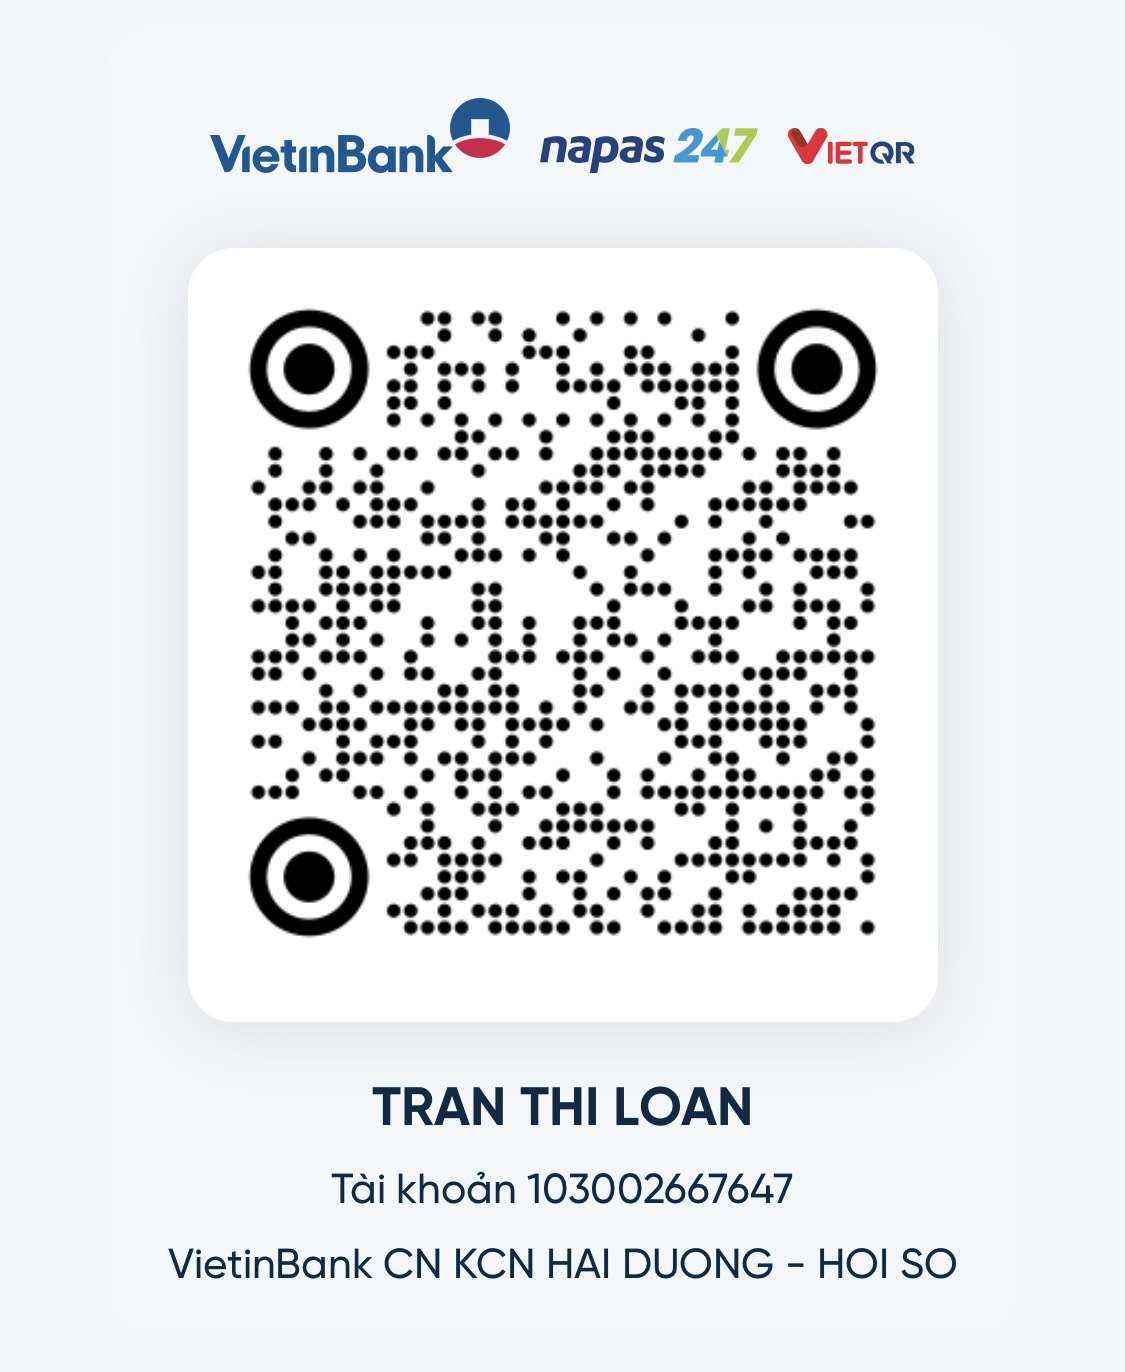 VietinBank napas 247 VIETQR
TRAN THI LOAN
Tài khoản 103002667647
VietinBank CN KCN HAI DUONG - HOI SO